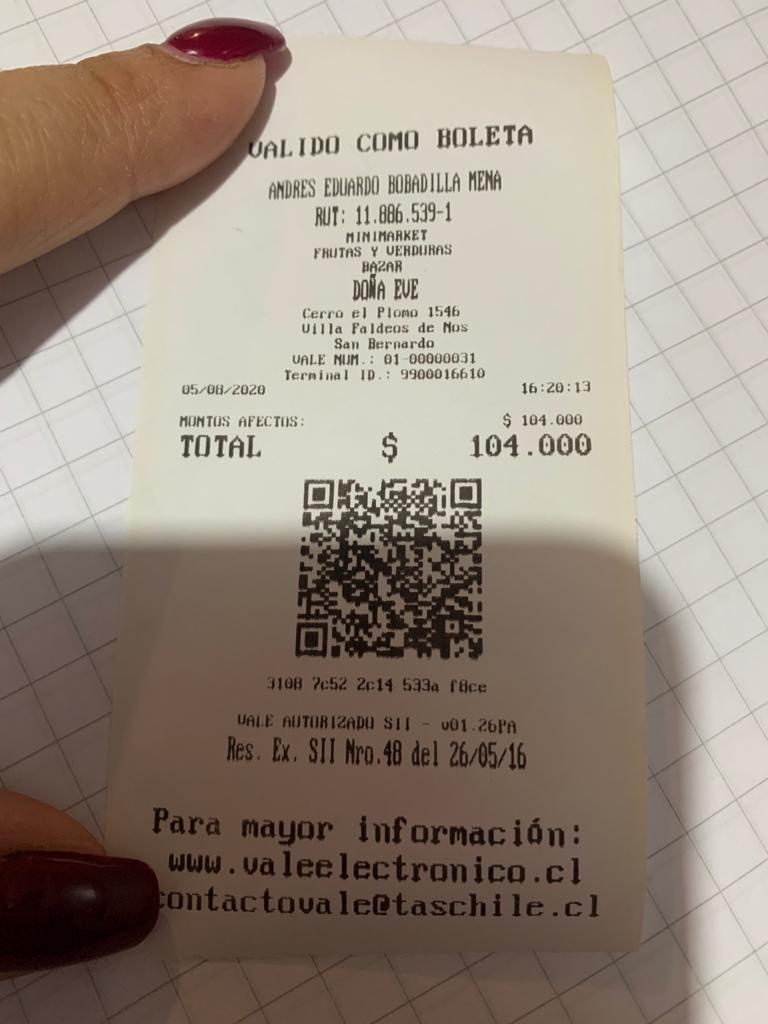 VALIDO COMO BOLETA
ANDRES EDUARDO BOBADILLA MENA
RUT: 11.886.539-1
MINIMARKET
FRUTAS Y VERDURAS
BAZAR
DOÑA EVE
Cerro el Plomo 1546
Villa Faldeos de Nos
San Bernardo
VALE NUM.: 01-00000031
Terminal ID.: 9900016610
05/08/2020 16:20:13
MONTOS AFECTOS: $ 104.000
TOTAL $ 104.000
3108 7c52 2c14 533a f8ce
VALE AUTORIZADO SII - v01.26PA
Res. Ex. SII Nro.48 del 26/05/16
Para mayor información:
www.valeelectronico.cl
contactovale@taschile.cl